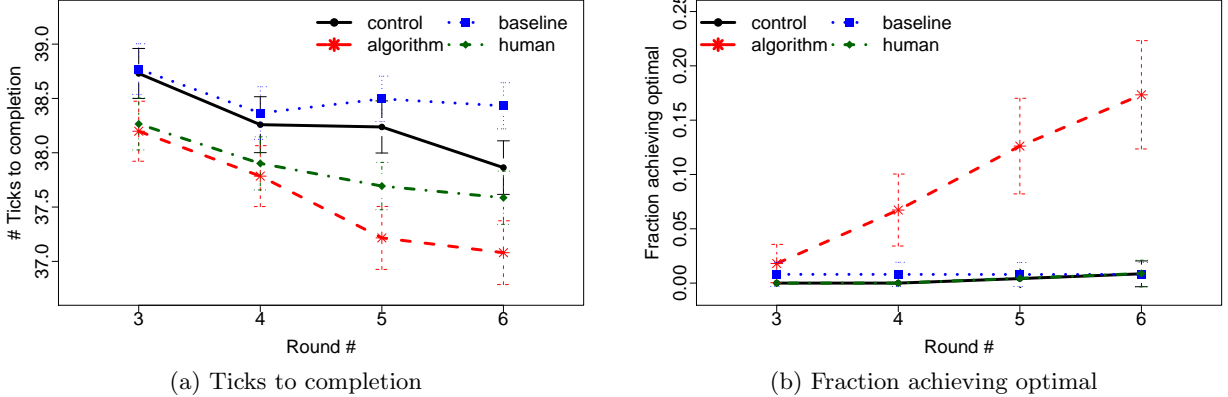 control
baseline
algorithm
human
# Ticks to completion
39.0
38.5
38.0
37.5
37.0
3
4
5
6
Round #
(a) Ticks to completion
control
baseline
algorithm
human
Fraction achieving optimal
0.25
0.20
0.15
0.10
0.05
0.00
3
4
5
6
Round #
(b) Fraction achieving optimal